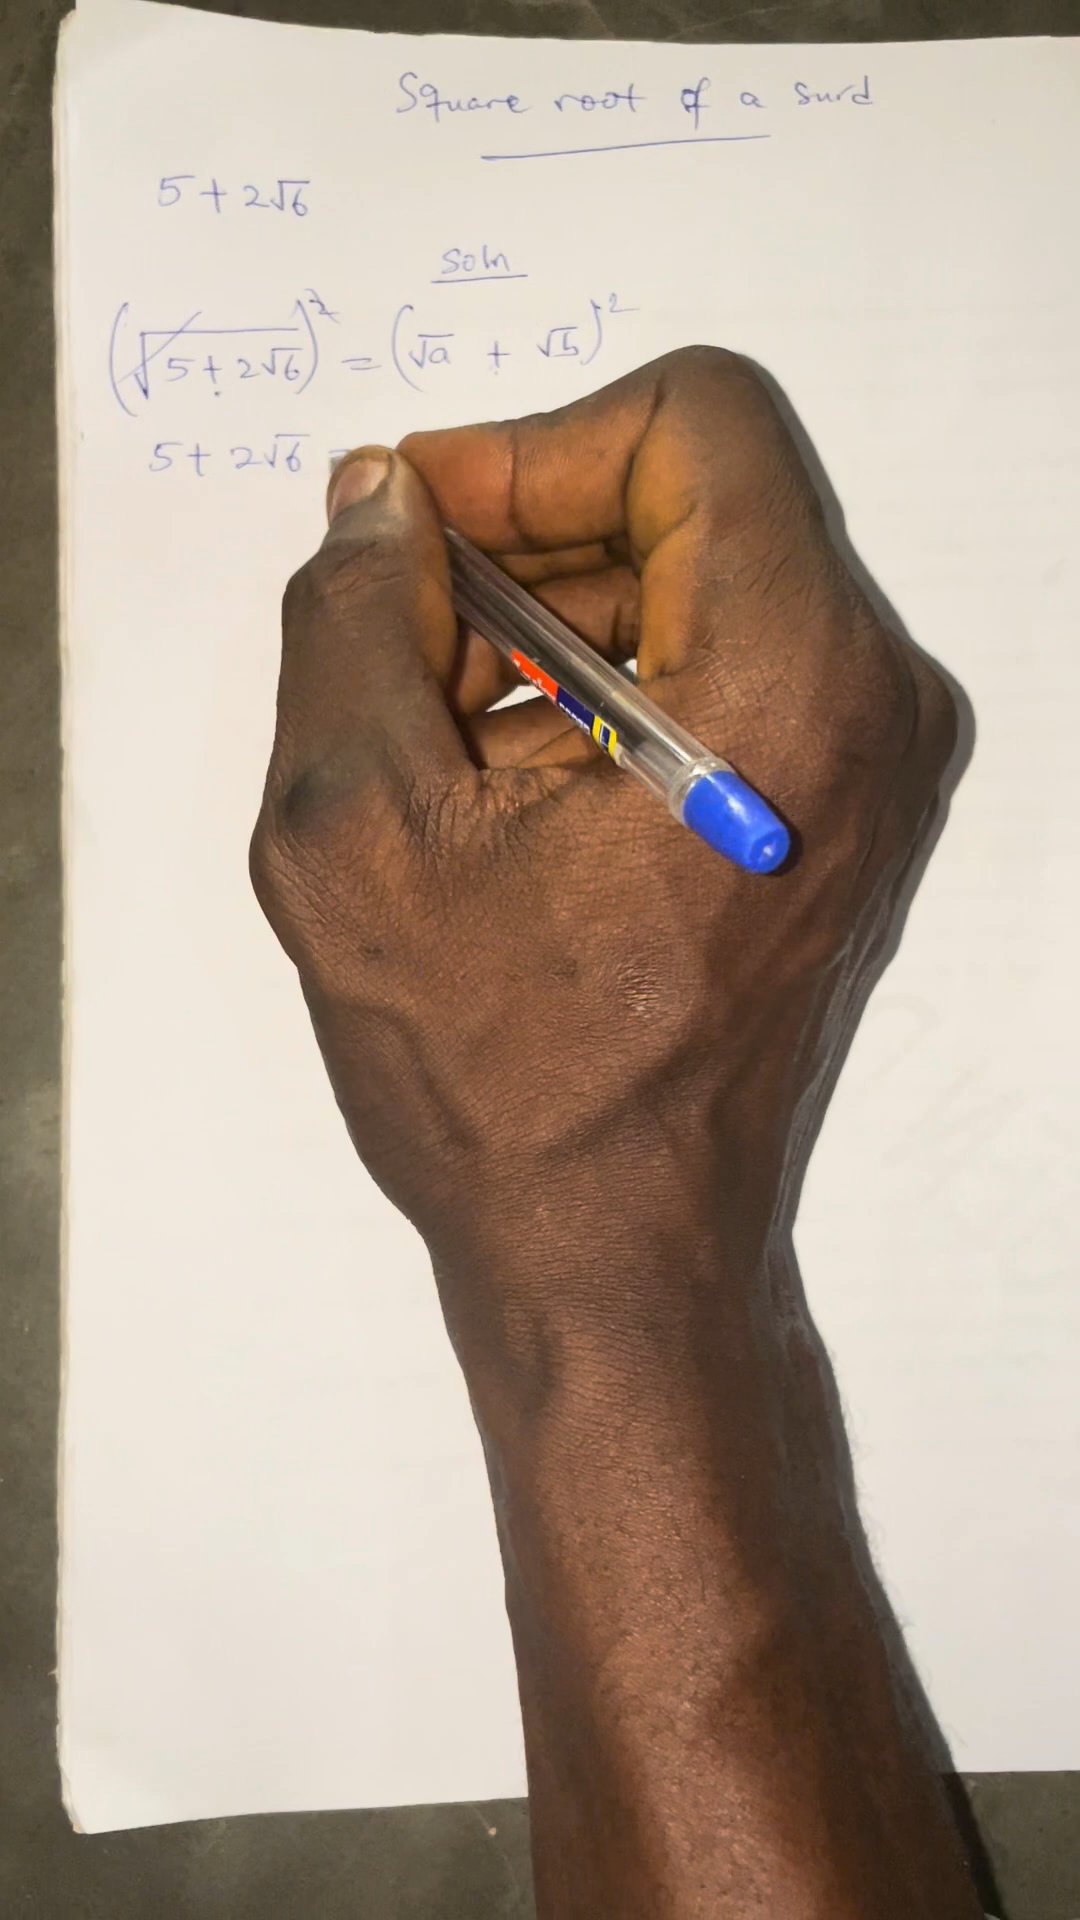 Square root of a surd
5 + 2√6
Soln
(√(5 + 2√6))² = (√a + √b)²
5 + 2√6 =